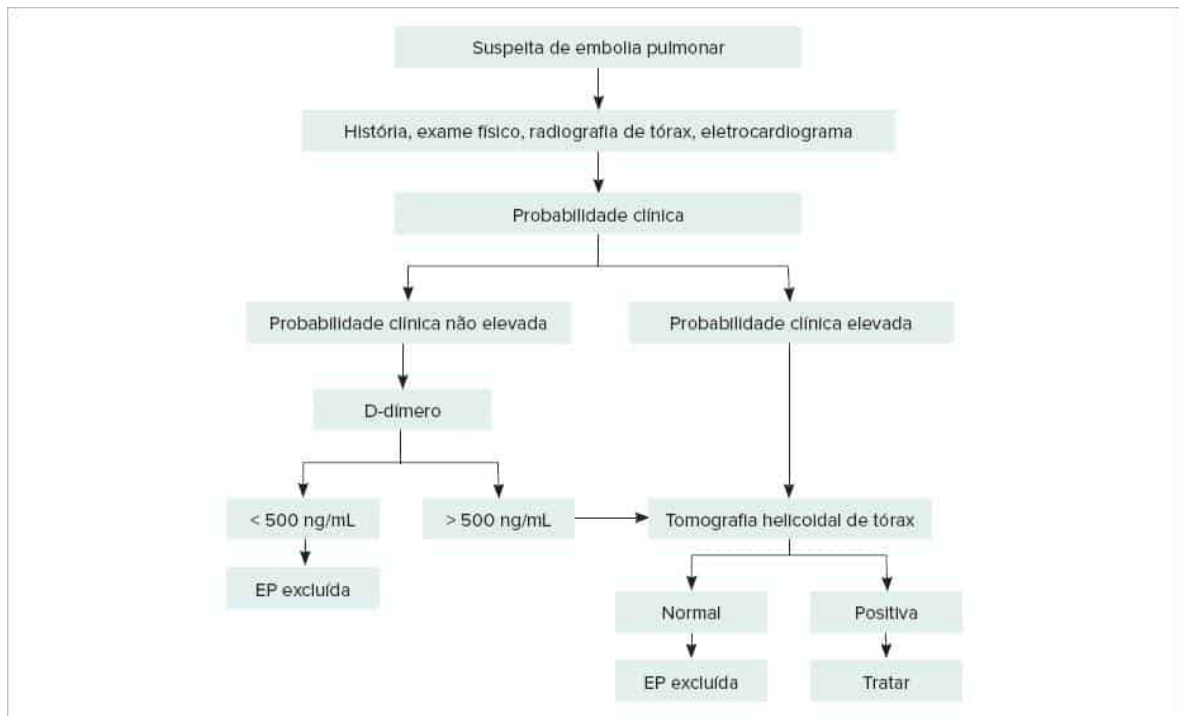 Suspeita de embolia pulmonar
História, exame físico, radiografia de tórax, eletrocardiograma
Probabilidade clínica
Probabilidade clínica não elevada
Probabilidade clínica elevada
D-dímero
< 500 ng/mL
> 500 ng/mL
Tomografia helicoidal de tórax
EP excluída
Normal
Positiva
EP excluída
Tratar